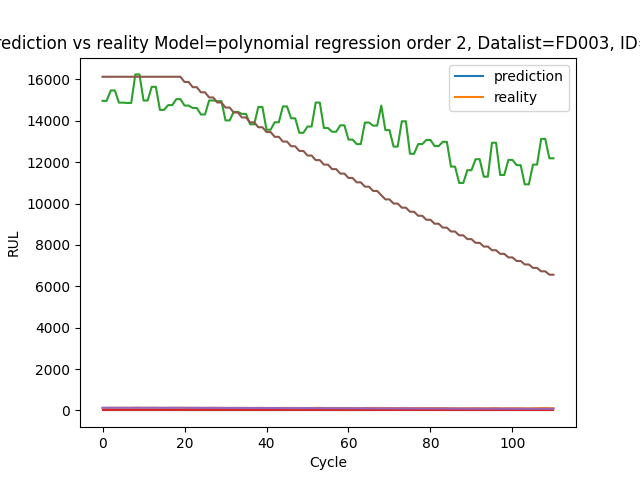 rediction vs reality Model=polynomial regression order 2, Datalist=FD003, ID=
16000
14000
12000
10000
8000
6000
4000
2000
0
RUL
prediction
reality
0 20 40 60 80 100
Cycle